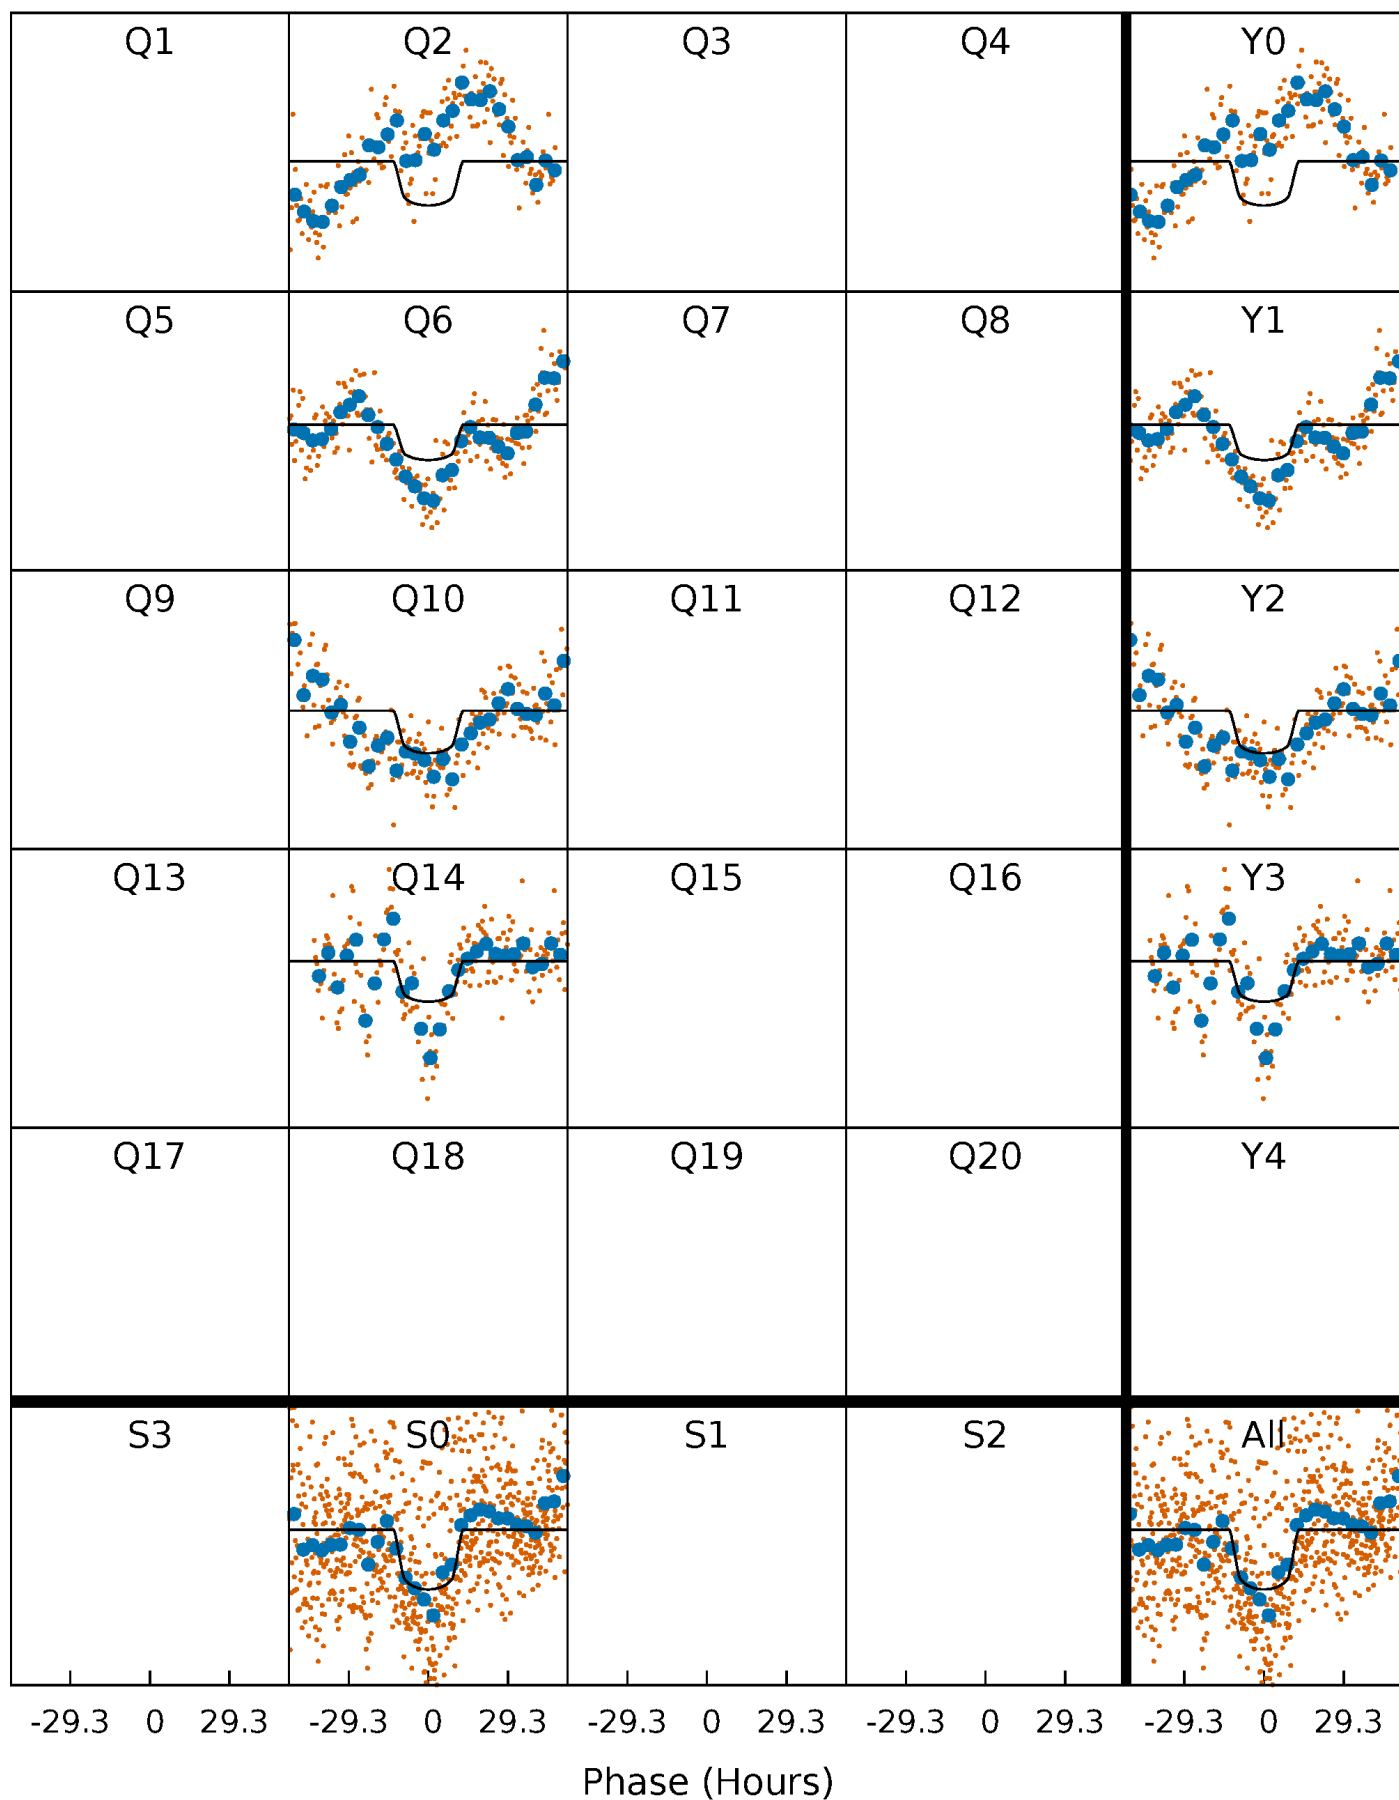 Q1 Q2 Q3 Q4 Y0
Q5 Q6 Q7 Q8 Y1
Q9 Q10 Q11 Q12 Y2
Q13 Q14 Q15 Q16 Y3
Q17 Q18 Q19 Q20 Y4
S3 S0 S1 S2 All
-29.3 0 29.3 -29.3 0 29.3 -29.3 0 29.3 -29.3 0 29.3 -29.3 0 29.3
Phase (Hours)